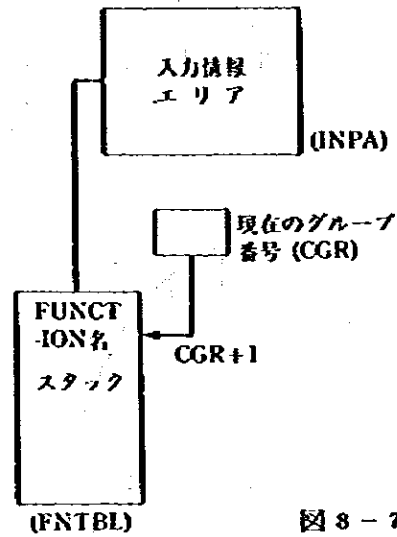 入力情報
エリア
(INPA)
現在のグループ
番号 (CGR)
FUNCT
-ION名
スタック
CGR+1
(FNTBL)
図 8 - 7